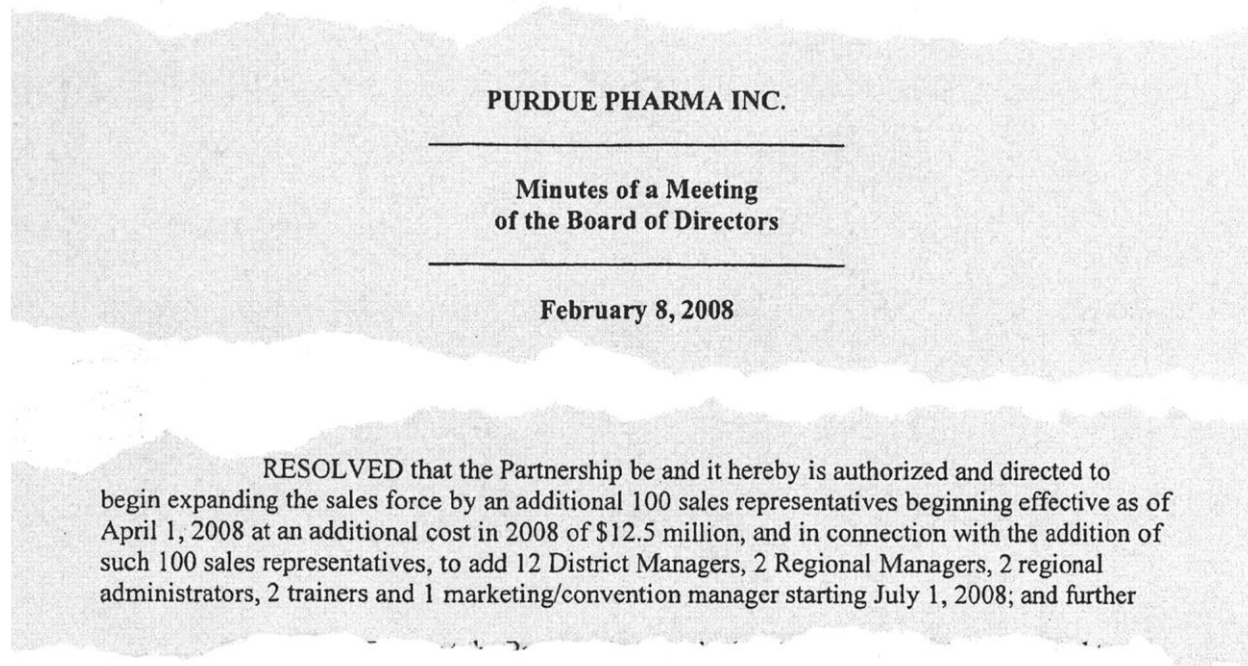 PURDUE PHARMA INC.
Minutes of a Meeting
of the Board of Directors
February 8, 2008
RESOLVED that the Partnership be and it hereby is authorized and directed to
begin expanding the sales force by an additional 100 sales representatives beginning effective as of
April 1, 2008 at an additional cost in 2008 of $12.5 million, and in connection with the addition of
such 100 sales representatives, to add 12 District Managers, 2 Regional Managers, 2 regional
administrators, 2 trainers and 1 marketing/convention manager starting July 1, 2008; and further